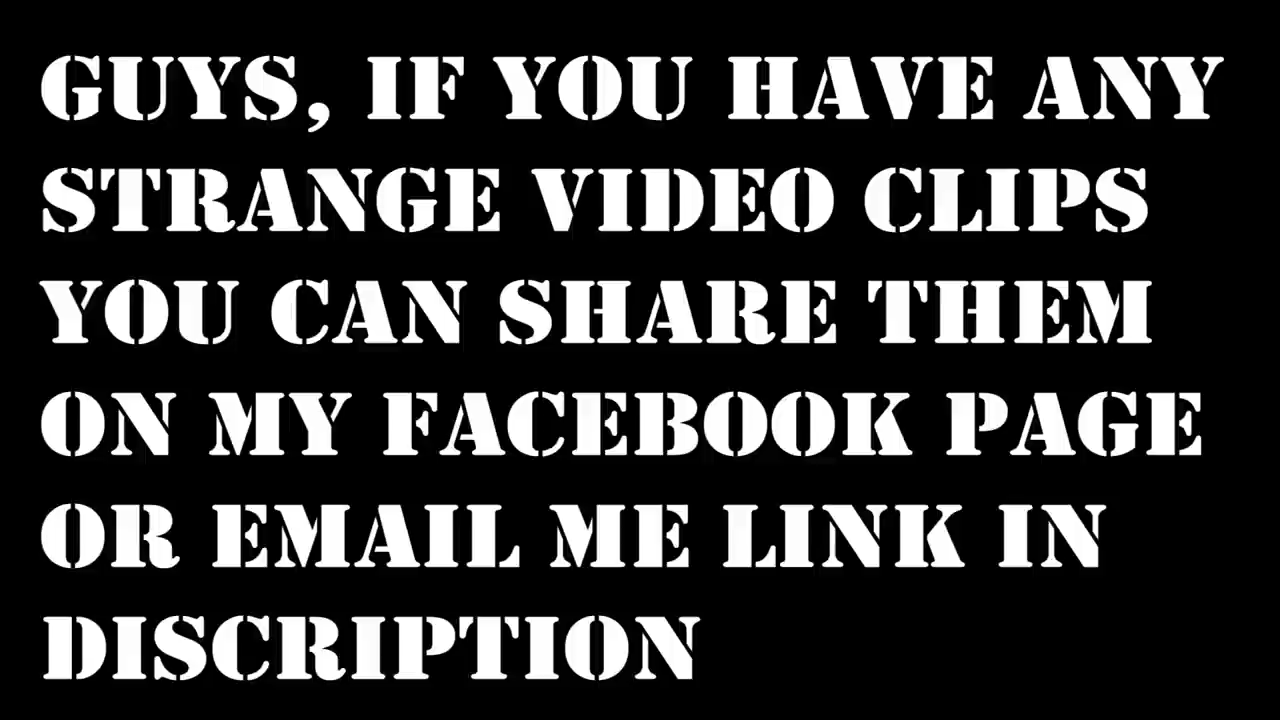 GUYS, IF YOU HAVE ANY
STRANGE VIDEO CLIPS
YOU CAN SHARE THEM
ON MY FACEBOOK PAGE
OR EMAIL ME LINK IN
DISCRIPTION